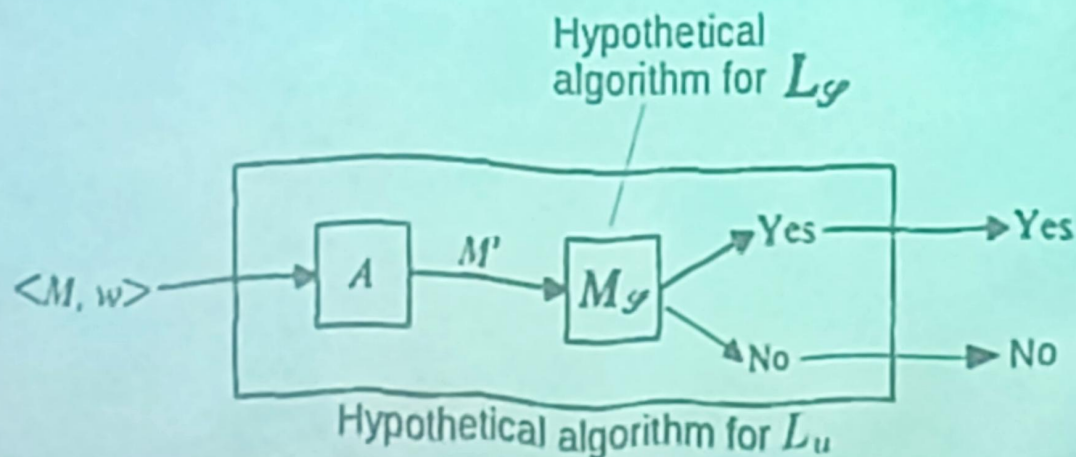 Hypothetical
algorithm for L𝒮
<M, w>
A
M'
M𝒮
Yes
Yes
No
No
Hypothetical algorithm for Lu